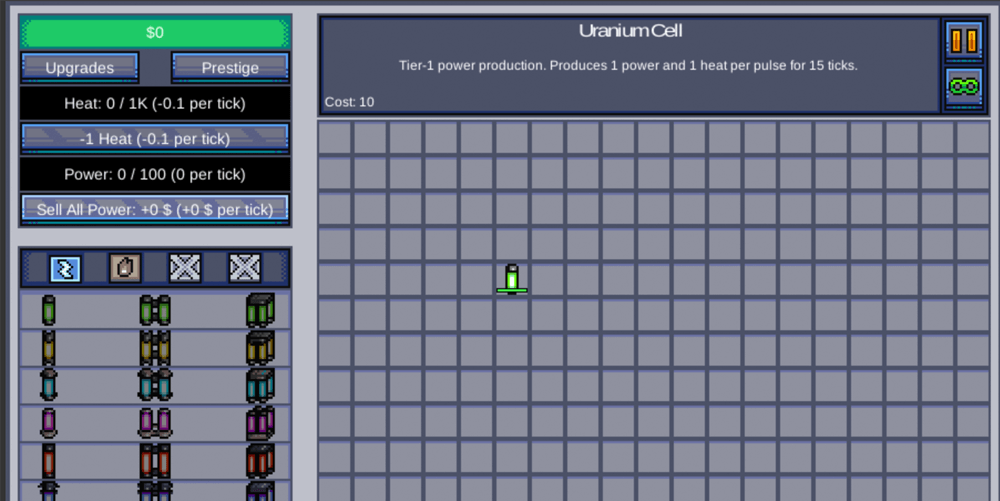 $0
Upgrades
Prestige
Heat: 0 / 1K (-0.1 per tick)
-1 Heat (-0.1 per tick)
Power: 0 / 100 (0 per tick)
Sell All Power: +0 $ (+0 $ per tick)
Uranium Cell
Tier-1 power production. Produces 1 power and 1 heat per pulse for 15 ticks.
Cost: 10